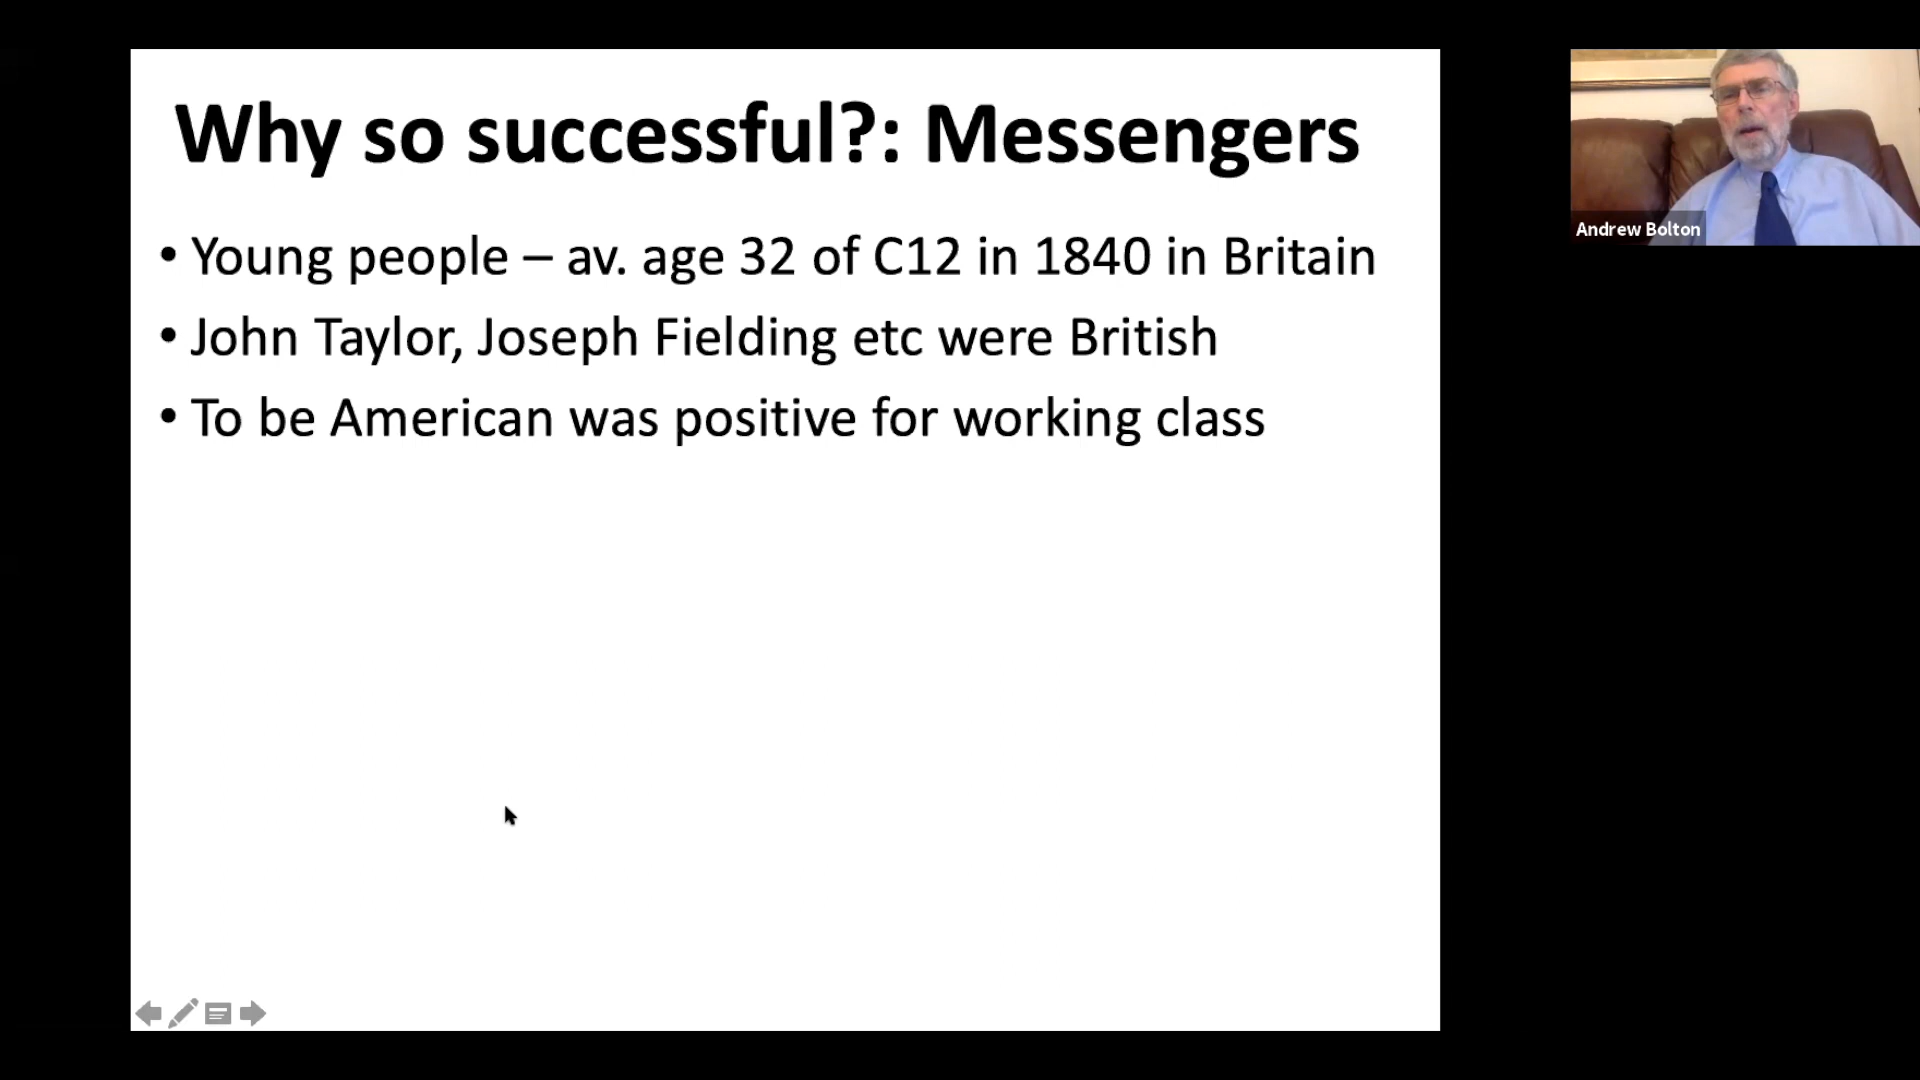 Why so successful?: Messengers
• Young people – av. age 32 of C12 in 1840 in Britain
• John Taylor, Joseph Fielding etc were British
• To be American was positive for working class
Andrew Bolton